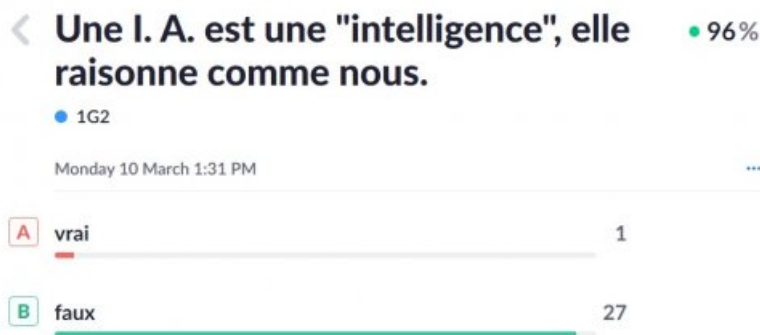 Une I. A. est une "intelligence", elle
raisonne comme nous.
96%
1G2
Monday 10 March 1:31 PM
A vrai 1
B faux 27